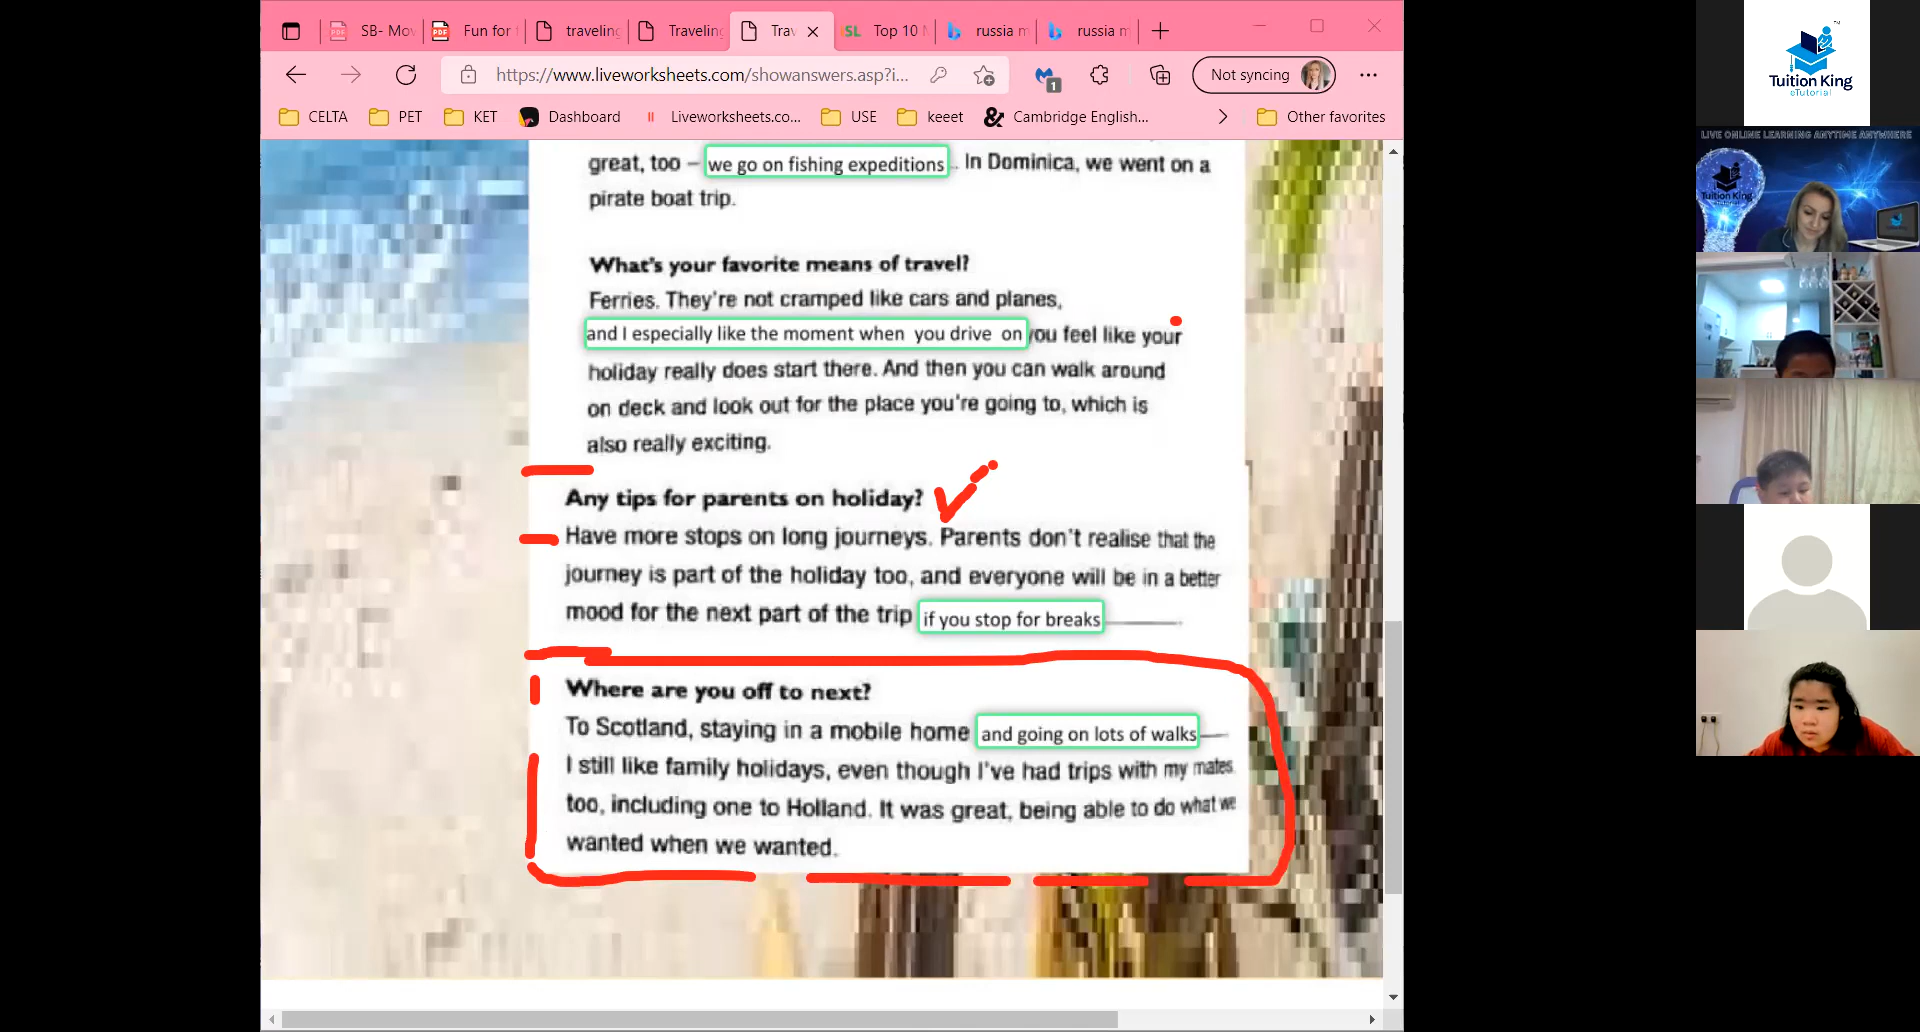 SB- Mov
Fun for
traveling
Traveling
Trav
SL Top 10
russia m
russia m
https://www.liveworksheets.com/showanswers.asp?i...
1
Not syncing
CELTA PET KET Dashboard Liveworksheets.co... USE keeet Cambridge English... Other favorites
great, too – we go on fishing expeditions In Dominica, we went on a
pirate boat trip.
What's your favorite means of travel?
Ferries. They're not cramped like cars and planes,
and I especially like the moment when you drive on you feel like your
holiday really does start there. And then you can walk around
on deck and look out for the place you're going to, which is
also really exciting.
Any tips for parents on holiday?
Have more stops on long journeys. Parents don't realise that the
journey is part of the holiday too, and everyone will be in a better
mood for the next part of the trip if you stop for breaks
Where are you off to next?
To Scotland, staying in a mobile home and going on lots of walks
I still like family holidays, even though I've had trips with my mates
too, including one to Holland. It was great, being able to do what we
wanted when we wanted.
Tuition King
eTutorial
LIVE ONLINE LEARNING ANYTIME ANYWHERE
Tuition King